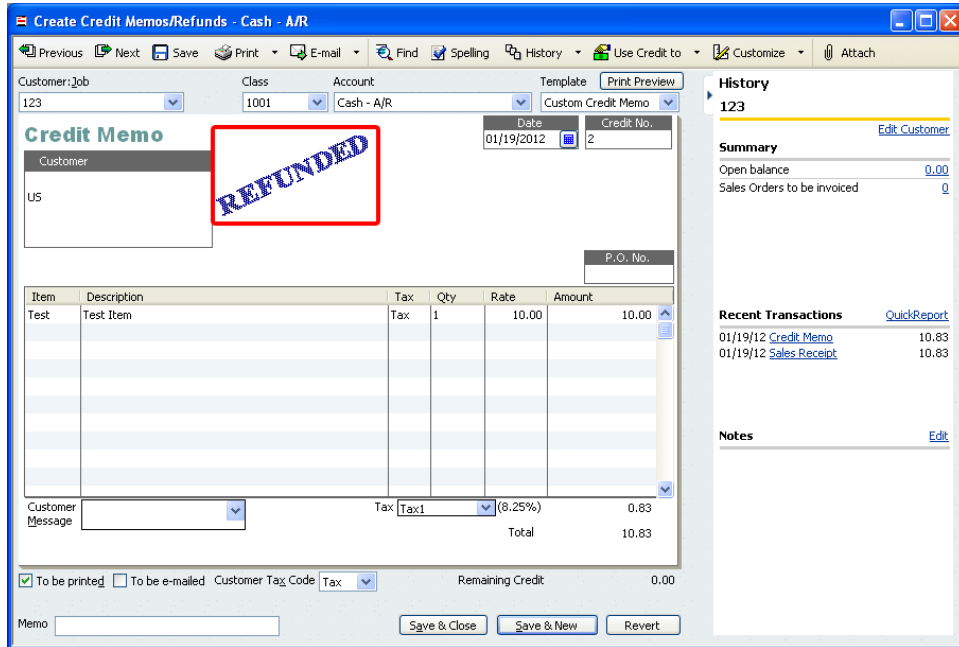 Create Credit Memos/Refunds - Cash - A/R
Previous Next Save Print E-mail Find Spelling History Use Credit to Customize Attach
Customer:Job Class Account Template Print Preview
123 1001 Cash - A/R Custom Credit Memo
Credit Memo
Date Credit No.
01/19/2012 2
Customer
US
REFUNDED
P.O. No.
Item Description Tax Qty Rate Amount
Test Test Item Tax 1 10.00 10.00
Customer Message
Tax Tax1 (8.25%) 0.83
Total 10.83
To be printed To be e-mailed Customer Tax Code Tax Remaining Credit 0.00
Memo
Save & Close Save & New Revert
History
123
Edit Customer
Summary
Open balance 0.00
Sales Orders to be invoiced 0
Recent Transactions QuickReport
01/19/12 Credit Memo 10.83
01/19/12 Sales Receipt 10.83
Notes Edit